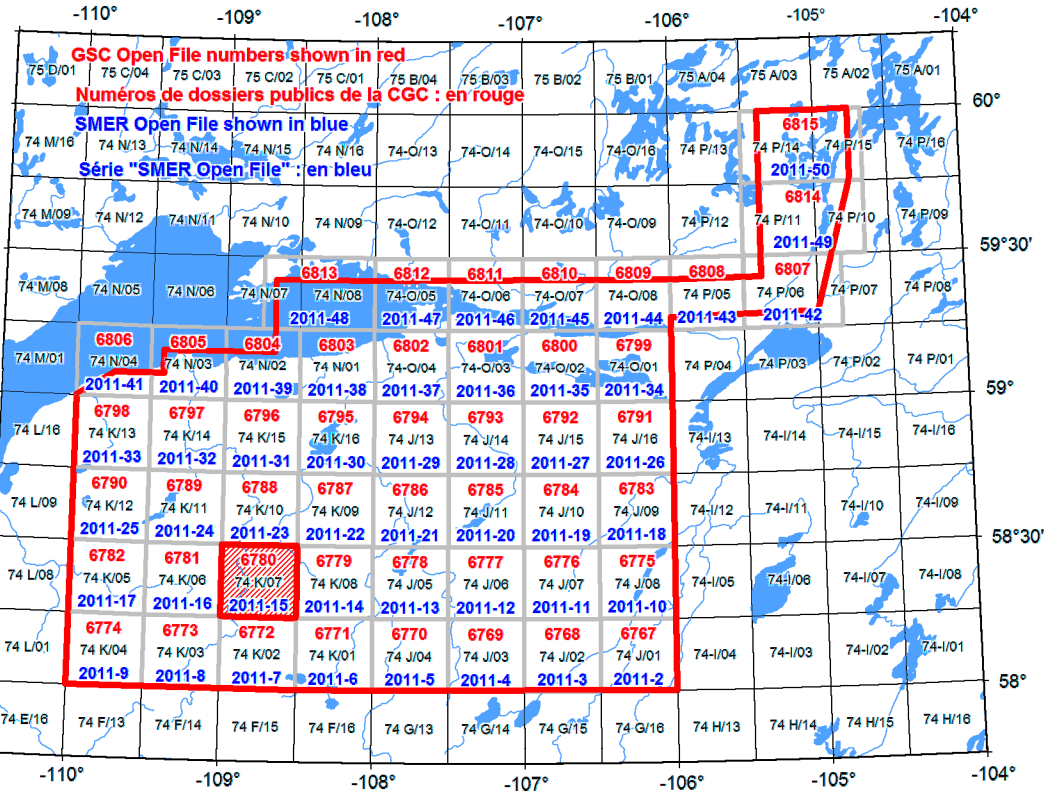 -110° -109° -108° -107° -106° -105° -104°
GSC Open File numbers shown in red
75 D/01 75 C/04 75 C/03 75 C/02 75 C/01 75 B/04 75 B/03 75 B/02 75 B/01 75 A/04 75 A/03 75 A/02 75 A/01
Numéros de dossiers publics de la CGC : en rouge
60°
SMER Open File shown in blue
6815
74 M/16 74 N/13 74 N/14 74 N/15 74 N/16 74-O/13 74-O/14 74-O/15 74-O/16 74 P/13 74 P/14 74 P/15 74 P/16
Série "SMER Open File" : en bleu
2011-50
6814
74 M/09 74 N/12 74 N/11 74 N/10 74 N/09 74-O/12 74-O/11 74-O/10 74-O/09 74 P/12 74 P/11 74 P/10 74 P/09
2011-49
59°30'
6813 6812 6811 6810 6809 6808 6807
74 M/08 74 N/05 74 N/06 74 N/07 74 N/08 74-O/05 74-O/06 74-O/07 74-O/08 74 P/05 74 P/06 74 P/07 74 P/08
2011-48 2011-47 2011-46 2011-45 2011-44 2011-43 2011-42
6806 6805 6804 6803 6802 6801 6800 6799
74 M/01 74 N/04 74 N/03 74 N/02 74 N/01 74-O/04 74-O/03 74-O/02 74-O/01 74 P/04 74 P/03 74 P/02 74 P/01
2011-41 2011-40 2011-39 2011-38 2011-37 2011-36 2011-35 2011-34
59°
6798 6797 6796 6795 6794 6793 6792 6791
74 L/16 74 K/13 74 K/14 74 K/15 74 K/16 74 J/13 74 J/14 74 J/15 74 J/16 74-I/13 74-I/14 74-I/15 74-I/16
2011-33 2011-32 2011-31 2011-30 2011-29 2011-28 2011-27 2011-26
6790 6789 6788 6787 6786 6785 6784 6783
74 L/09 74 K/12 74 K/11 74 K/10 74 K/09 74 J/12 74 J/11 74 J/10 74 J/09 74-I/12 74-I/11 74-I/10 74-I/09
2011-25 2011-24 2011-23 2011-22 2011-21 2011-20 2011-19 2011-18
58°30'
6782 6781 6780 6779 6778 6777 6776 6775
74 L/08 74 K/05 74 K/06 74 K/07 74 K/08 74 J/05 74 J/06 74 J/07 74 J/08 74-I/05 74-I/06 74-I/07 74-I/08
2011-17 2011-16 2011-15 2011-14 2011-13 2011-12 2011-11 2011-10
6774 6773 6772 6771 6770 6769 6768 6767
74 L/01 74 K/04 74 K/03 74 K/02 74 K/01 74 J/04 74 J/03 74 J/02 74 J/01 74-I/04 74-I/03 74-I/02 74-I/01
2011-9 2011-8 2011-7 2011-6 2011-5 2011-4 2011-3 2011-2
58°
74 E/16 74 F/13 74 F/14 74 F/15 74 F/16 74 G/13 74 G/14 74 G/15 74 G/16 74 H/13 74 H/14 74 H/15 74 H/16
-110° -109° -108° -107° -106° -105° -104°